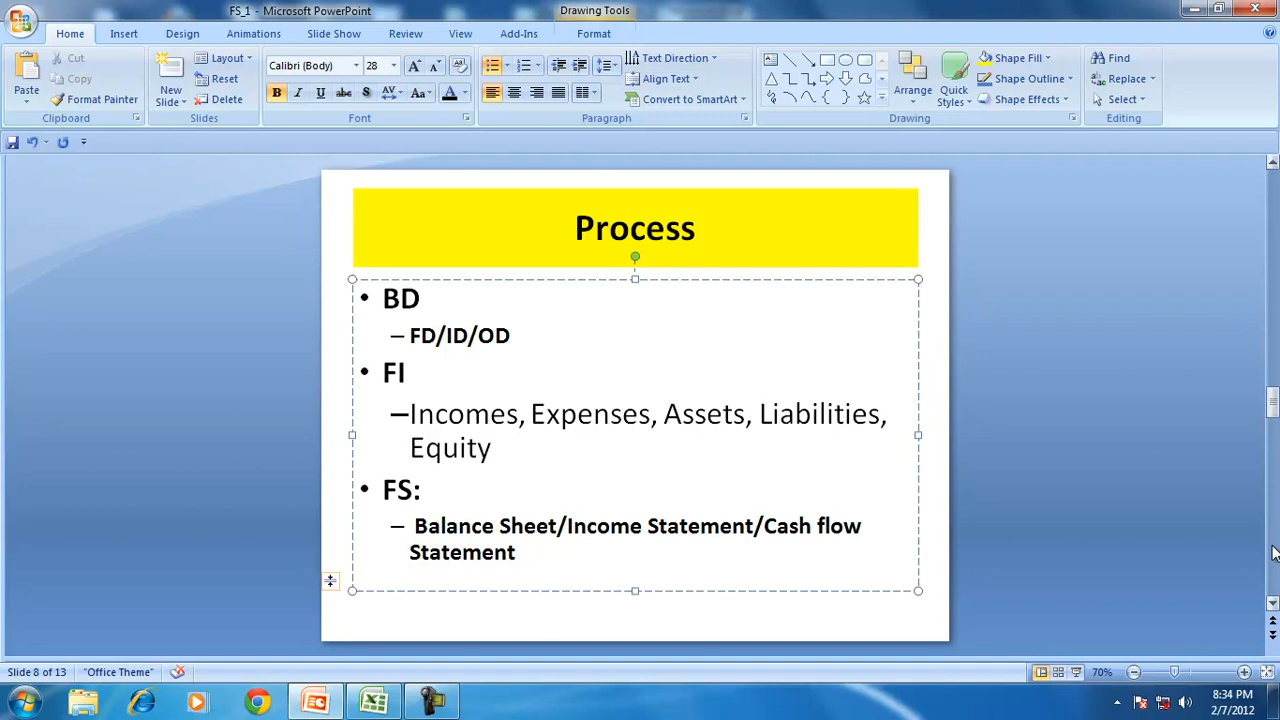 FS_1 - Microsoft PowerPoint
Drawing Tools
Home Insert Design Animations Slide Show Review View Add-Ins Format
Paste
Cut
Copy
Format Painter
Clipboard
New Slide
Layout
Reset
Delete
Slides
Calibri (Body) 28
B I U abc S AV Aa A
Font
Text Direction
Align Text
Convert to SmartArt
Paragraph
Arrange
Quick Styles
Shape Fill
Shape Outline
Shape Effects
Drawing
Find
Replace
Select
Editing
Process
• BD
– FD/ID/OD
• FI
–Incomes, Expenses, Assets, Liabilities,
Equity
• FS:
– Balance Sheet/Income Statement/Cash flow
Statement
Slide 8 of 13 "Office Theme" 70%
8:34 PM
2/7/2012